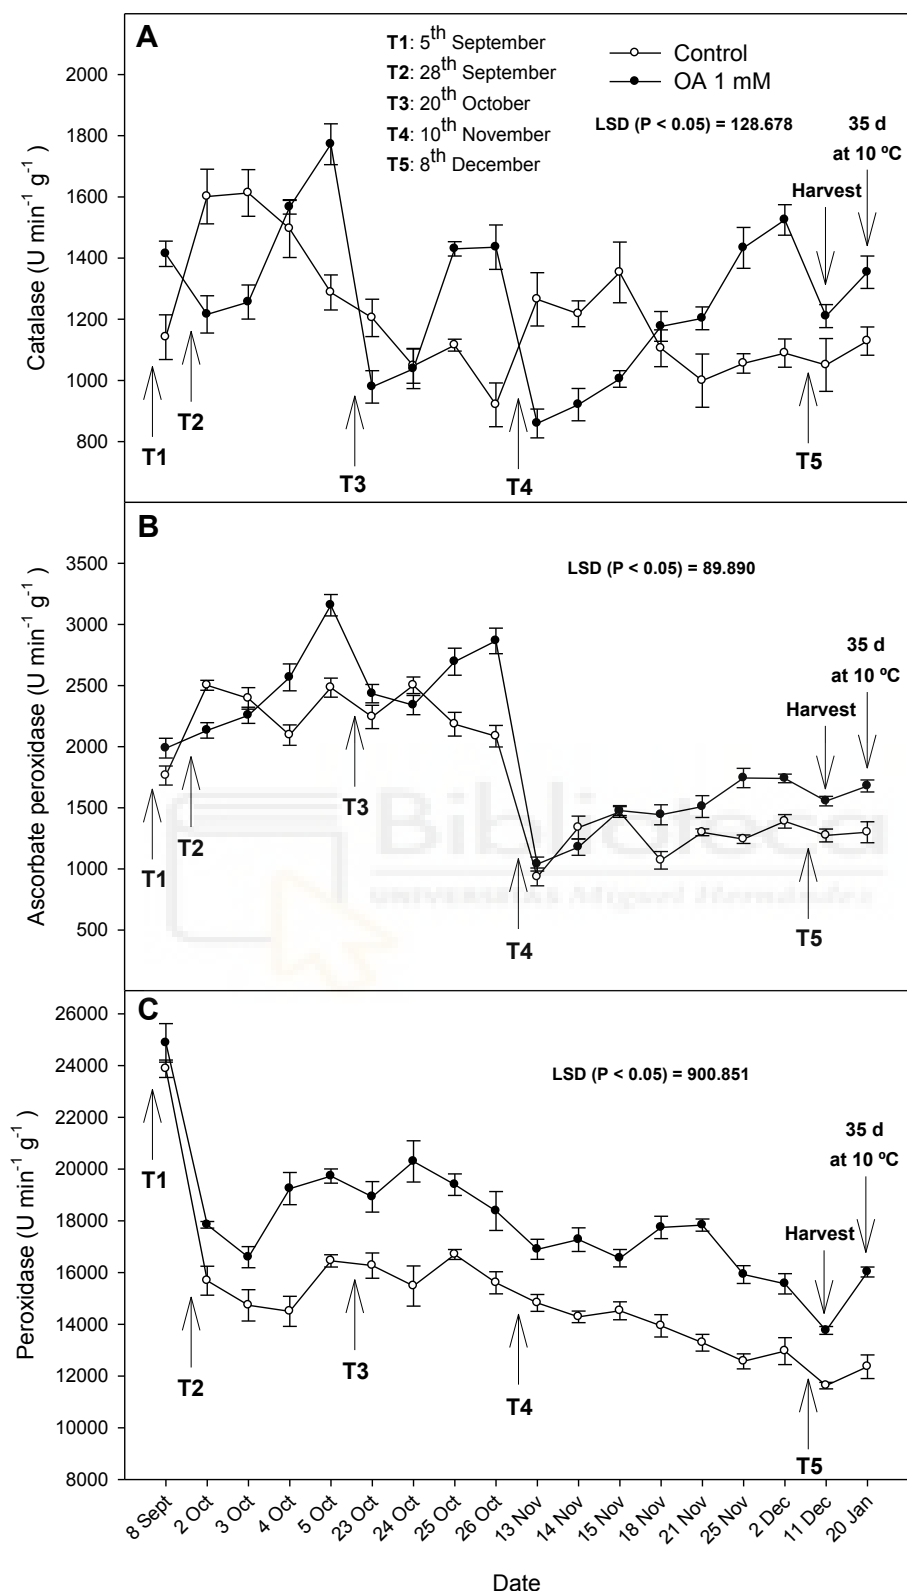 A
T1: 5th September
T2: 28th September
T3: 20th October
T4: 10th November
T5: 8th December
Control
OA 1 mM
LSD (P < 0.05) = 128.678
35 d
at 10 ºC
Harvest
Catalase (U min-1 g-1 )
2000
1800
1600
1400
1200
1000
800
T1
T2
T3
T4
T5
B
LSD (P < 0.05) = 89.890
35 d
at 10 ºC
Harvest
Ascorbate peroxidase (U min-1 g-1 )
3500
3000
2500
2000
1500
1000
500
T1
T2
T3
T4
T5
Biblioteca
UNIVERSITAS Miguel Hernández
C
LSD (P < 0.05) = 900.851
35 d
at 10 ºC
Harvest
Peroxidase (U min-1 g-1 )
26000
24000
22000
20000
18000
16000
14000
12000
10000
8000
T1
T2
T3
T4
T5
8 Sept
2 Oct
3 Oct
4 Oct
5 Oct
23 Oct
24 Oct
25 Oct
26 Oct
13 Nov
14 Nov
15 Nov
18 Nov
21 Nov
25 Nov
2 Dec
11 Dec
20 Jan
Date